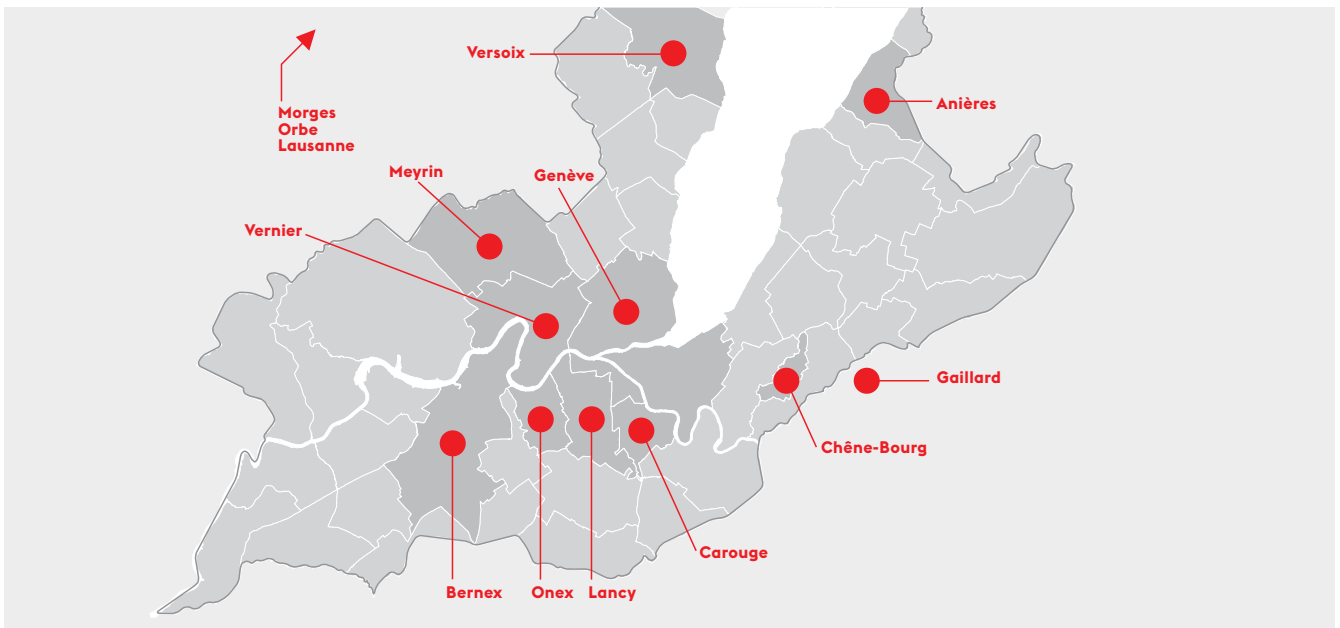 Versoix
Anières
Morges
Orbe
Lausanne
Meyrin
Genève
Vernier
Gaillard
Chêne-Bourg
Carouge
Bernex
Onex
Lancy